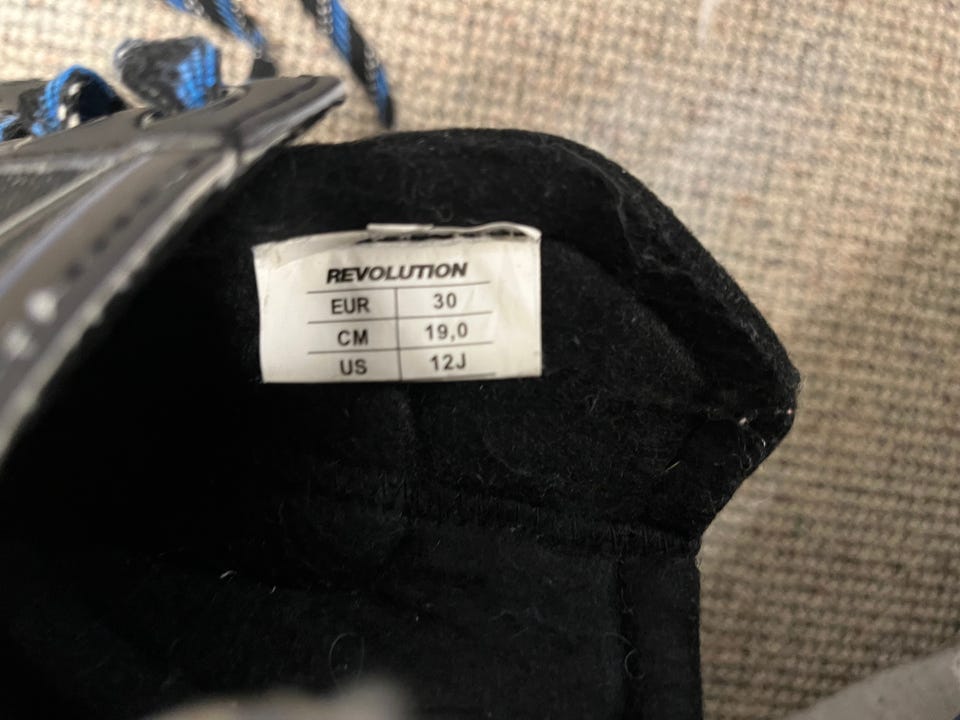 REVOLUTION
EUR 30
CM 19,0
US 12J